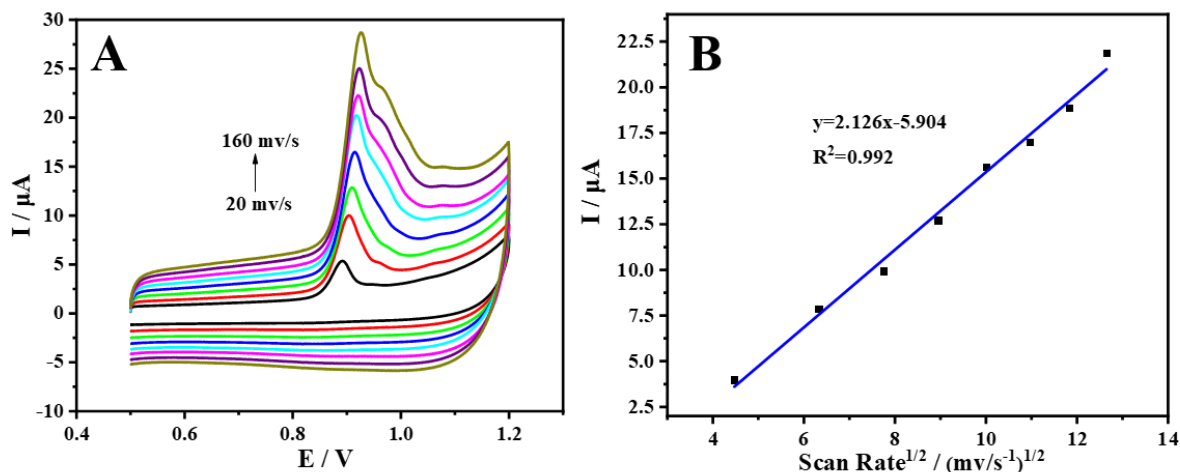 A
160 mv/s
20 mv/s
30
25
20
15
10
5
0
-5
-10
I / μA
0.4
0.6
0.8
1.0
1.2
E / V
B
y=2.126x-5.904
R²=0.992
22.5
20.0
17.5
15.0
12.5
10.0
7.5
5.0
2.5
I / μA
4
6
8
10
12
14
Scan Rate^1/2 / (mv/s⁻¹)^1/2